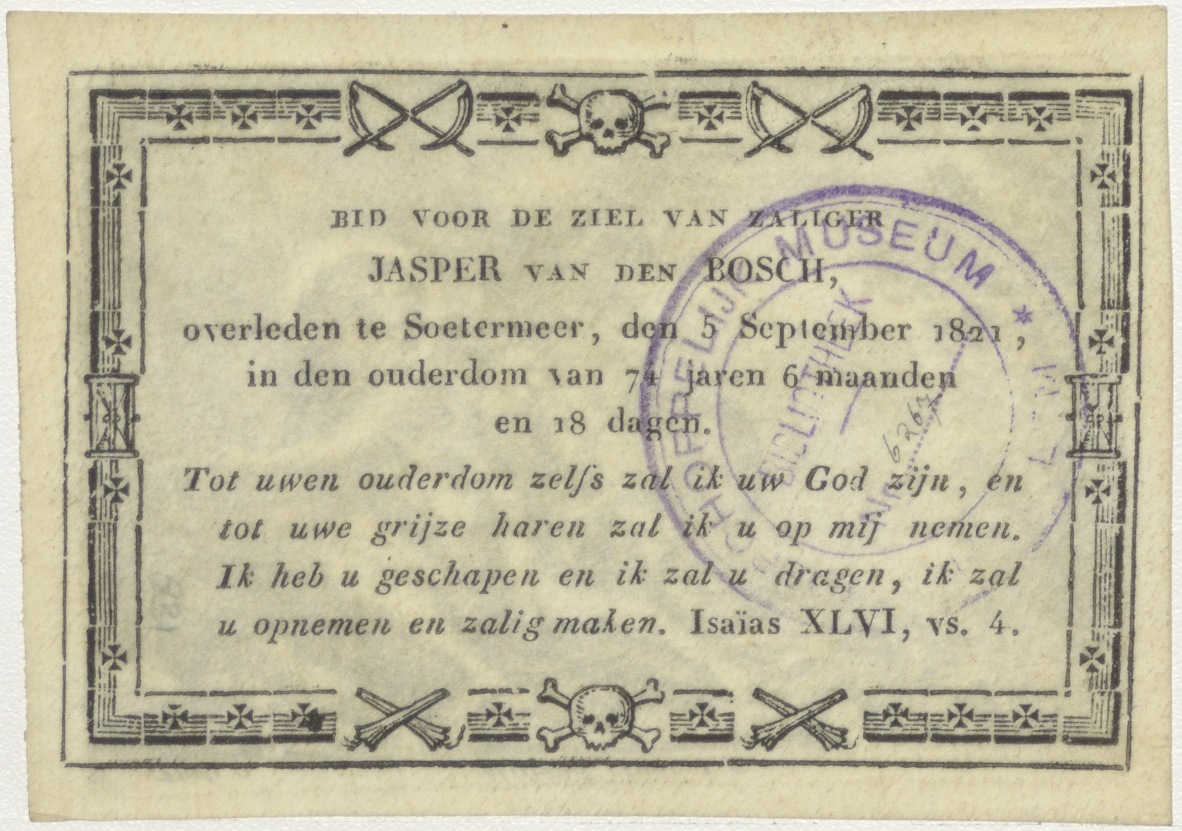 BID VOOR DE ZIEL VAN ZALIGER
JASPER VAN DEN BOSCH,
overleden te Soetermeer, den 5 September 1821,
in den ouderdom van 74 jaren 6 maanden
en 18 dagen.
Tot uwen ouderdom zelfs zal ik uw God zijn, en
tot uwe grijze haren zal ik u op mij nemen.
Ik heb u geschapen en ik zal u dragen, ik zal
u opnemen en zalig maken. Isaïas XLVI, vs. 4.
MUSEUM *
BIBLIOTHEEK
No. 6267